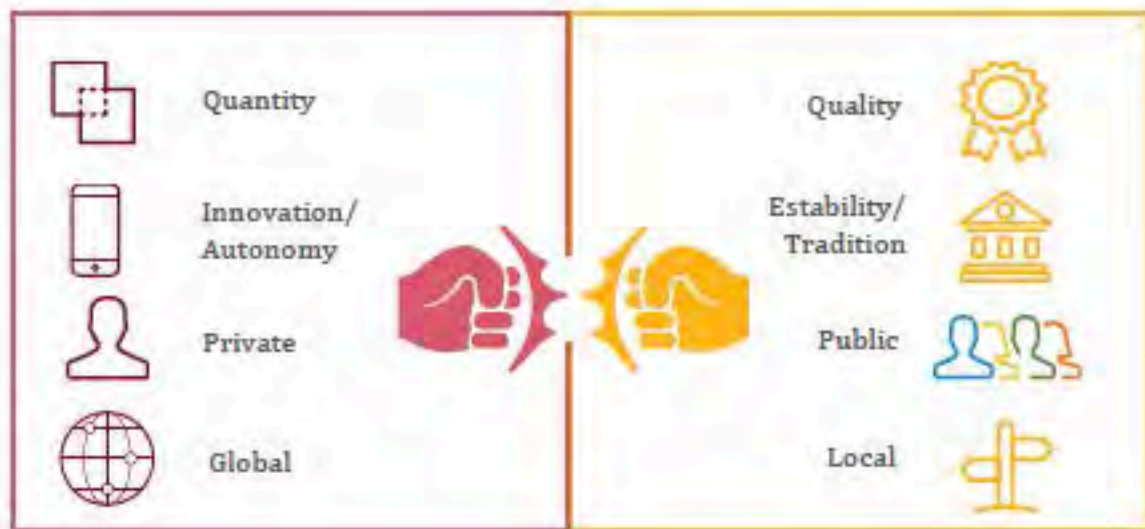 Quantity
Innovation/
Autonomy
Private
Global
Quality
Estability/
Tradition
Public
Local